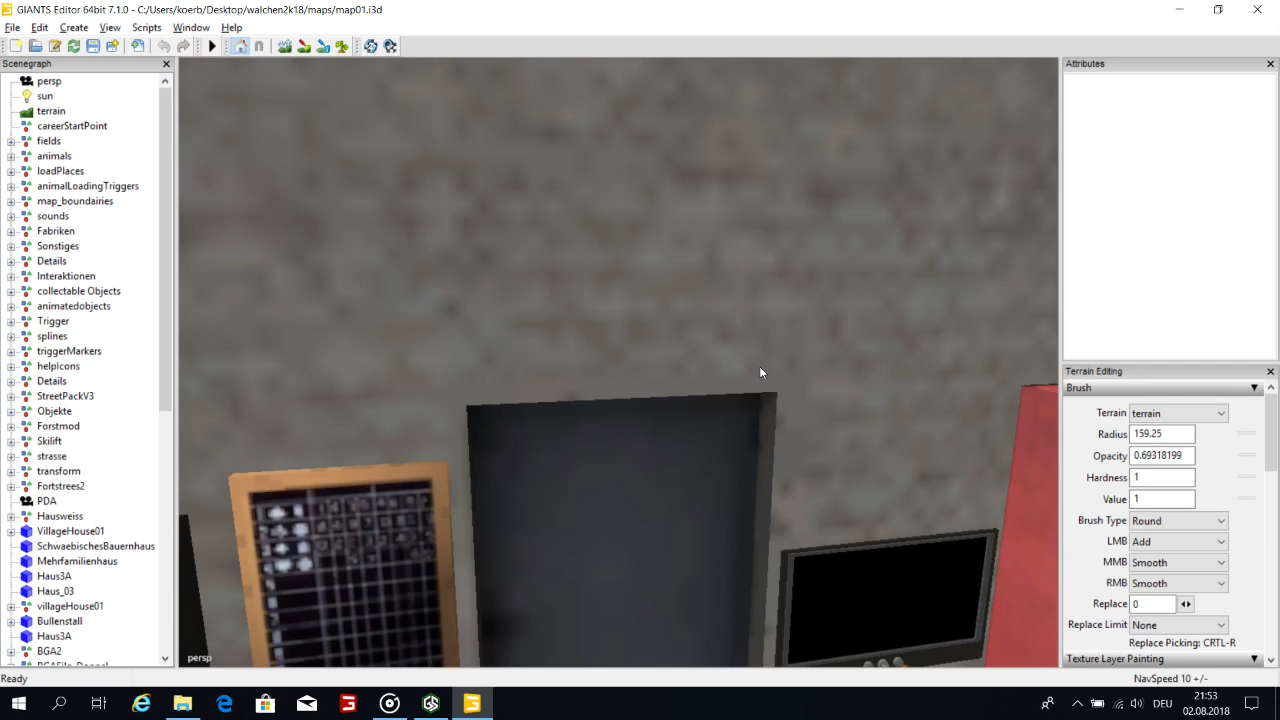 GIANTS Editor 64bit 7.1.0 - C:/Users/koerb/Desktop/walchen2k18/maps/map01.i3d
File Edit Create View Scripts Window Help
Scenegraph
persp
sun
terrain
careerStartPoint
fields
animals
loadPlaces
animalLoadingTriggers
map_boundairies
sounds
Fabriken
Sonstiges
Details
Interaktionen
collectable Objects
animatedobjects
Trigger
splines
triggerMarkers
helpIcons
Details
StreetPackV3
Objekte
Forstmod
Skilift
strasse
transform
Fortstrees2
PDA
Hausweiss
VillageHouse01
SchwaebischesBauernhaus
Mehrfamilienhaus
Haus3A
Haus_03
villageHouse01
Bullenstall
Haus3A
BGA2
persp
Attributes
Terrain Editing
Brush
Terrain terrain
Radius 159.25
Opacity 0.69318199
Hardness 1
Value 1
Brush Type Round
LMB Add
MMB Smooth
RMB Smooth
Replace 0
Replace Limit None
Replace Picking: CRTL-R
Texture Layer Painting
Ready
NavSpeed 10 +/-
DEU
21:53
02.08.2018